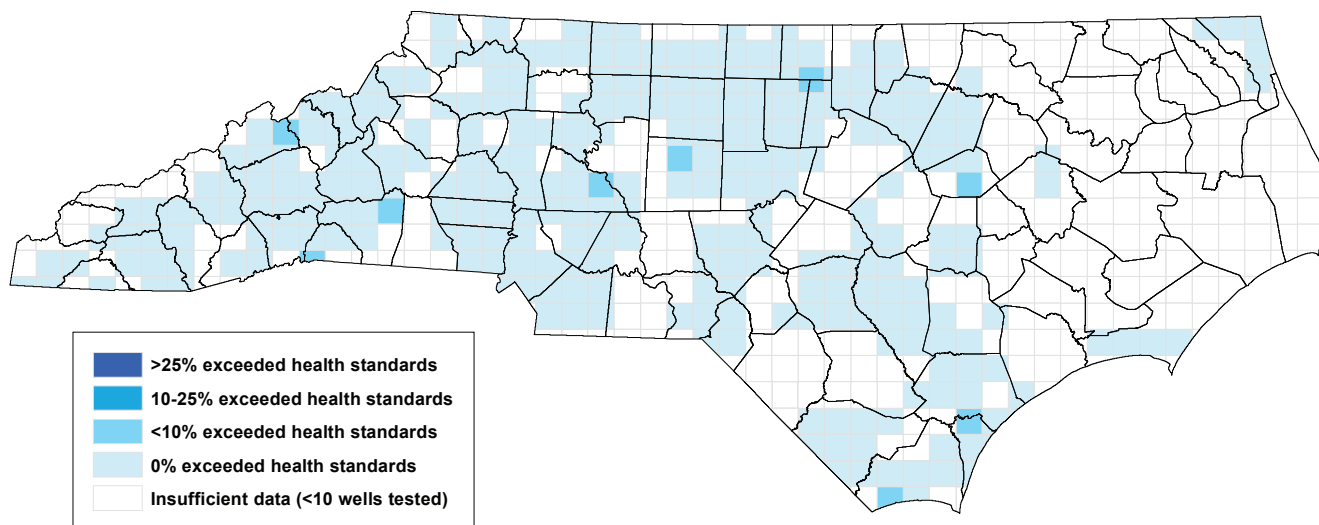 >25% exceeded health standards
10-25% exceeded health standards
<10% exceeded health standards
0% exceeded health standards
Insufficient data (<10 wells tested)